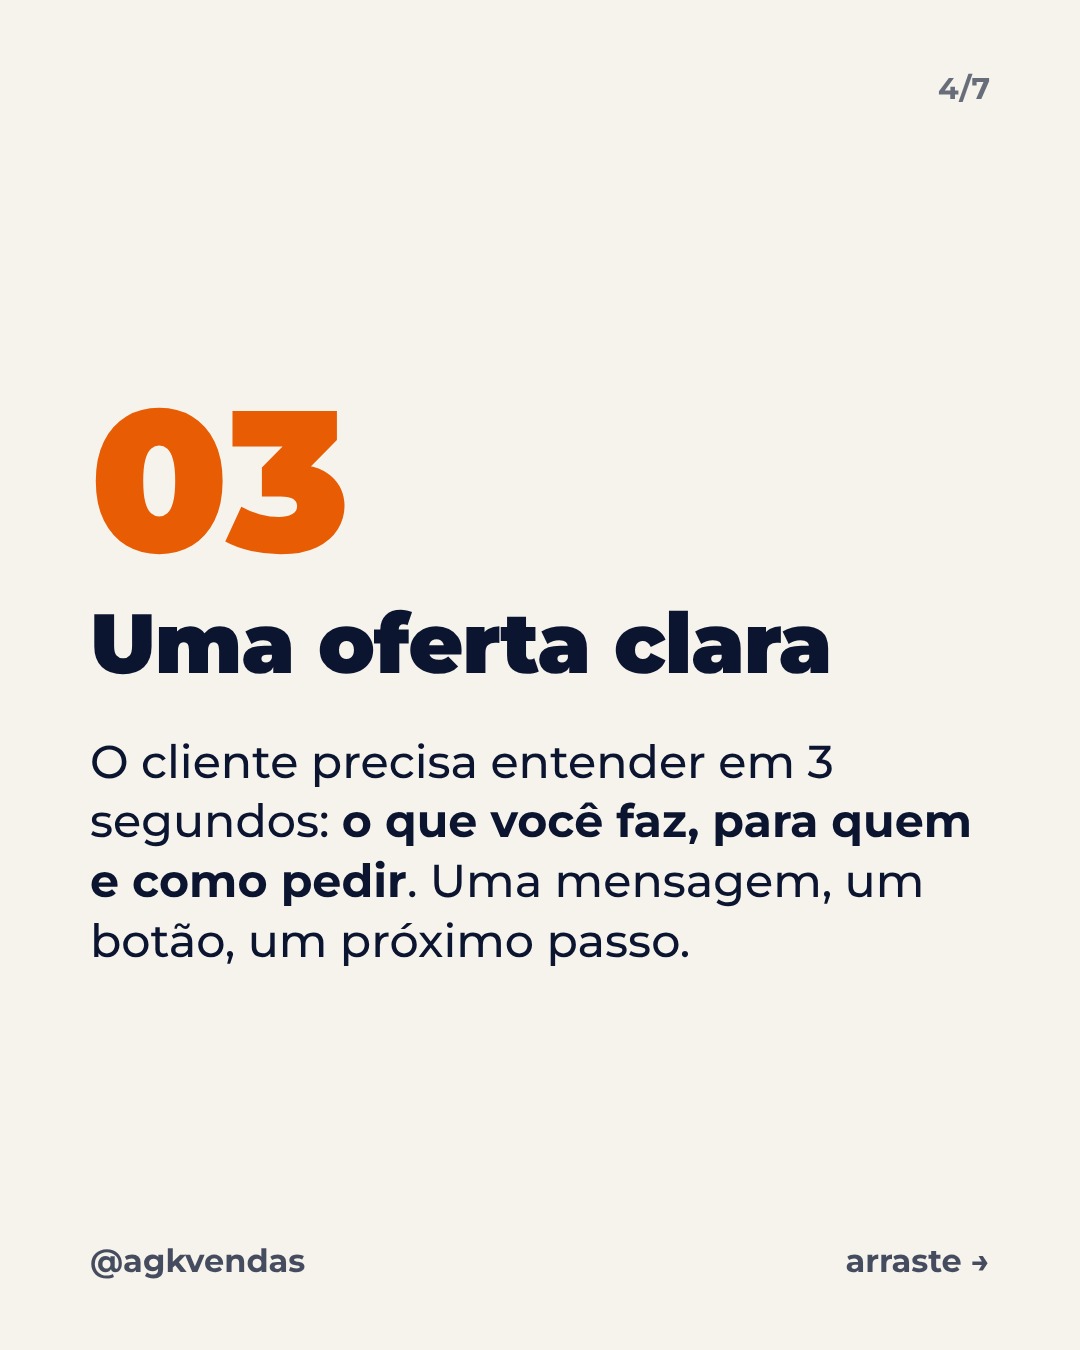 4/7
03
Uma oferta clara
O cliente precisa entender em 3
segundos: o que você faz, para quem
e como pedir. Uma mensagem, um
botão, um próximo passo.
@agkvendas
arraste →